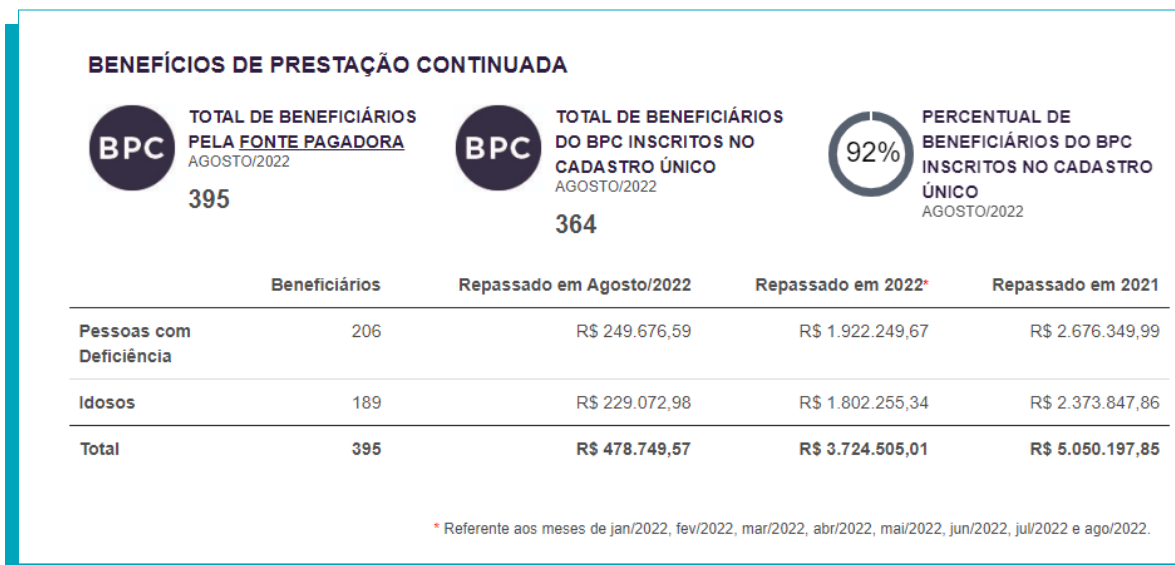 BENEFÍCIOS DE PRESTAÇÃO CONTINUADA
BPC
TOTAL DE BENEFICIÁRIOS
PELA FONTE PAGADORA
AGOSTO/2022
395
BPC
TOTAL DE BENEFICIÁRIOS
DO BPC INSCRITOS NO
CADASTRO ÚNICO
AGOSTO/2022
364
92%
PERCENTUAL DE
BENEFICIÁRIOS DO BPC
INSCRITOS NO CADASTRO
ÚNICO
AGOSTO/2022
Beneficiários Repassado em Agosto/2022 Repassado em 2022* Repassado em 2021
Pessoas com 206 R$ 249.676,59 R$ 1.922.249,67 R$ 2.676.349,99
Deficiência
Idosos 189 R$ 229.072,98 R$ 1.802.255,34 R$ 2.373.847,86
Total 395 R$ 478.749,57 R$ 3.724.505,01 R$ 5.050.197,85
* Referente aos meses de jan/2022, fev/2022, mar/2022, abr/2022, mai/2022, jun/2022, jul/2022 e ago/2022.